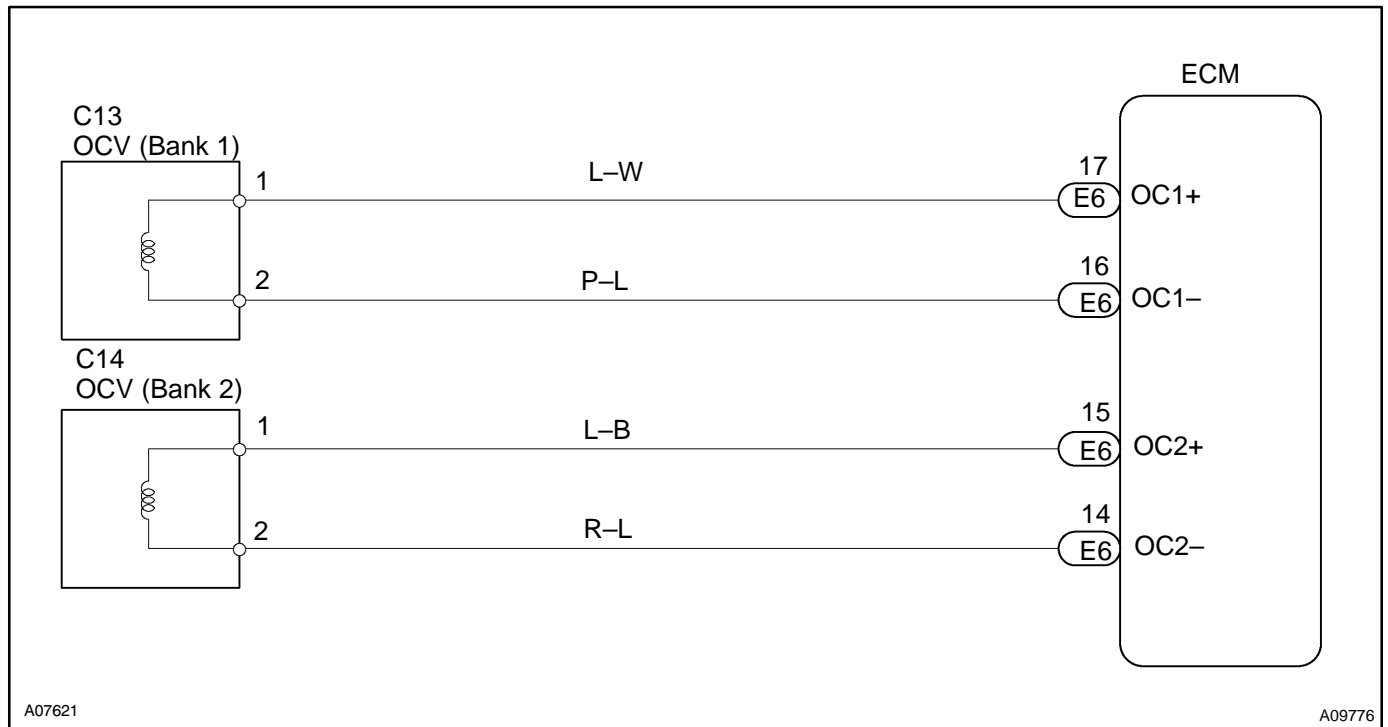 ECM
C13
OCV (Bank 1)
1
L–W
17
E6
OC1+
2
P–L
16
E6
OC1–
C14
OCV (Bank 2)
1
L–B
15
E6
OC2+
2
R–L
14
E6
OC2–
A07621
A09776